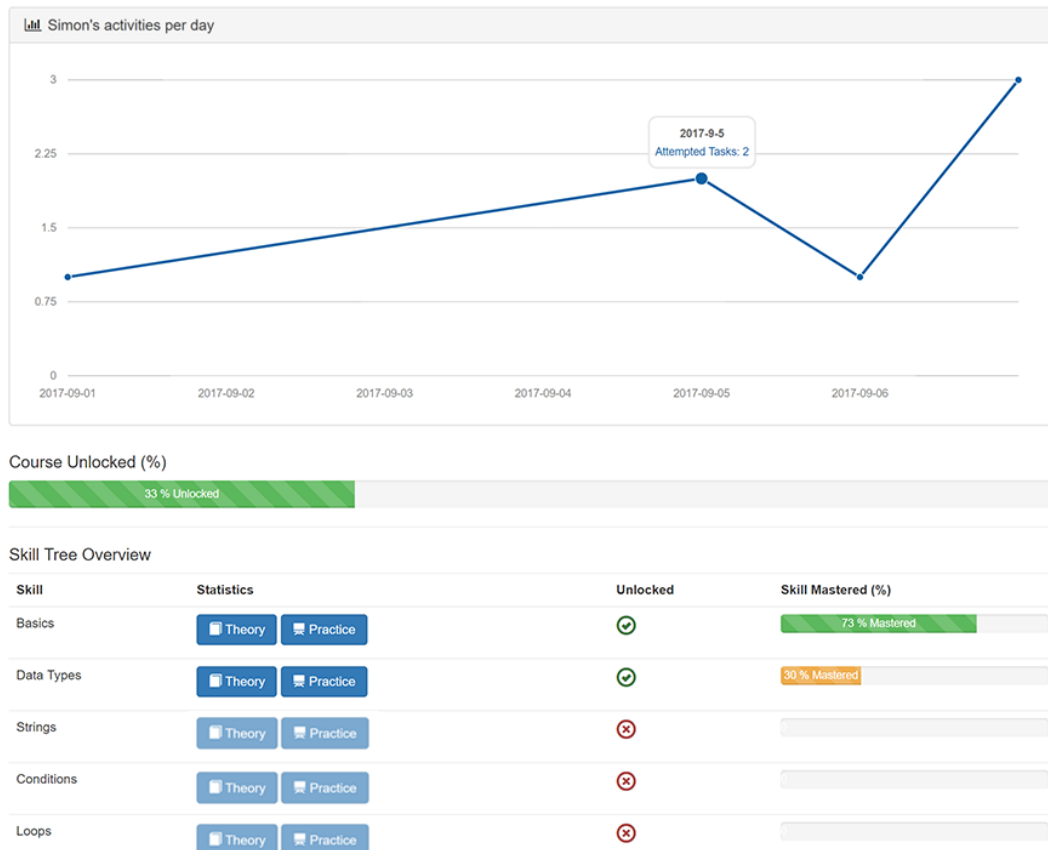 Simon's activities per day
3
2.25
1.5
0.75
0
2017-9-5
Attempted Tasks: 2
2017-09-01 2017-09-02 2017-09-03 2017-09-04 2017-09-05 2017-09-06
Course Unlocked (%)
33 % Unlocked
Skill Tree Overview
Skill Statistics Unlocked Skill Mastered (%)
Basics Theory Practice 73 % Mastered
Data Types Theory Practice 30 % Mastered
Strings Theory Practice
Conditions Theory Practice
Loops Theory Practice